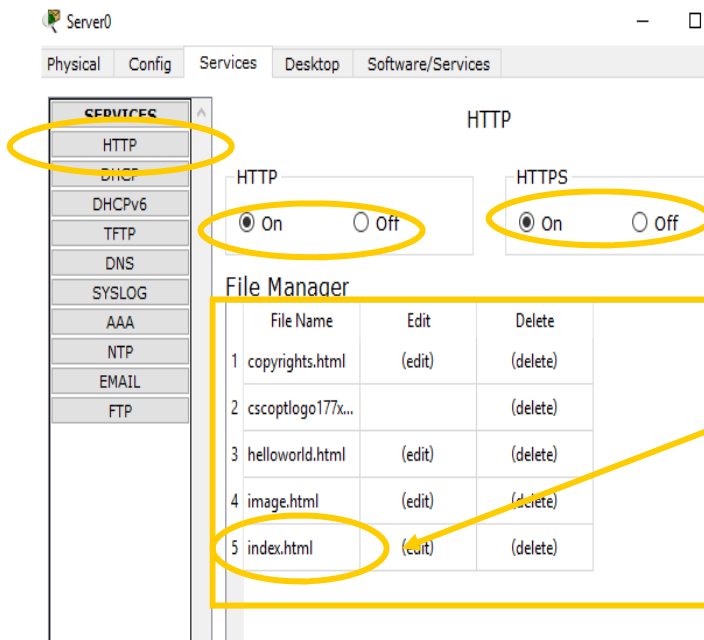 Server0
Physical Config Services Desktop Software/Services
SERVICES
HTTP
DHCP
DHCPv6
TFTP
DNS
SYSLOG
AAA
NTP
EMAIL
FTP
HTTP
HTTP HTTPS
On Off On Off
File Manager
File Name Edit Delete
1 copyrights.html (edit) (delete)
2 cscoptlogo177x... (delete)
3 helloworld.html (edit) (delete)
4 image.html (edit) (delete)
5 index.html (edit) (delete)